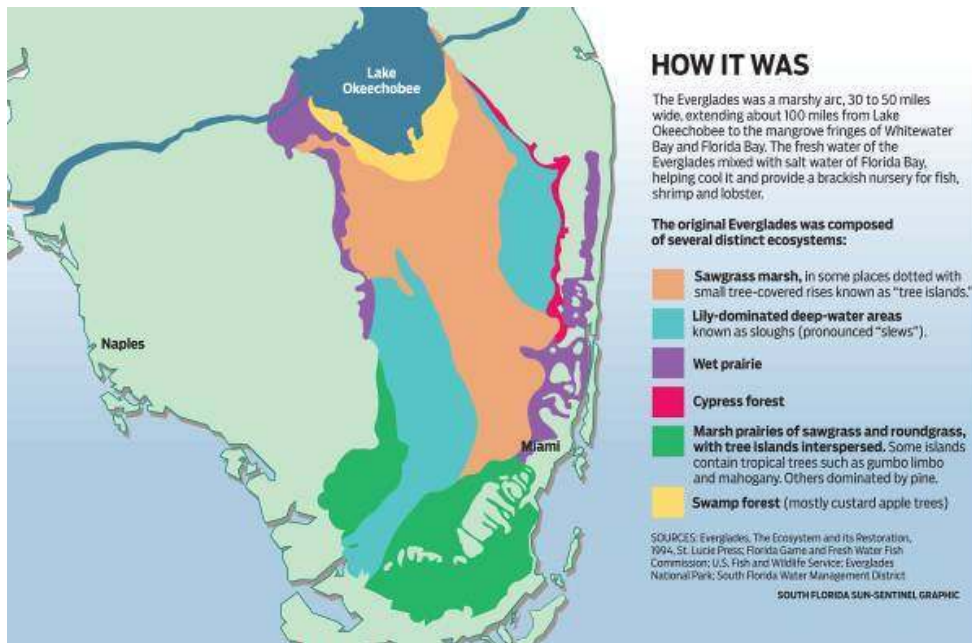 Lake
Okeechobee
Naples
Miami
HOW IT WAS
The Everglades was a marshy arc, 30 to 50 miles
wide, extending about 100 miles from Lake
Okeechobee to the mangrove fringes of Whitewater
Bay and Florida Bay. The fresh water of the
Everglades mixed with salt water of Florida Bay,
helping cool it and provide a brackish nursery for fish,
shrimp and lobster.
The original Everglades was composed
of several distinct ecosystems:
Sawgrass marsh, in some places dotted with
small tree-covered rises known as “tree islands.”
Lily-dominated deep-water areas
known as sloughs (pronounced “slews”).
Wet prairie
Cypress forest
Marsh prairies of sawgrass and roundgrass,
with tree islands interspersed. Some islands
contain tropical trees such as gumbo limbo
and mahogany. Others dominated by pine.
Swamp forest (mostly custard apple trees)
SOURCES: Everglades, The Ecosystem and its Restoration,
1994, St. Lucie Press; Florida Game and Fresh Water Fish
Commission; U.S. Fish and Wildlife Service; Everglades
National Park; South Florida Water Management District
SOUTH FLORIDA SUN-SENTINEL GRAPHIC